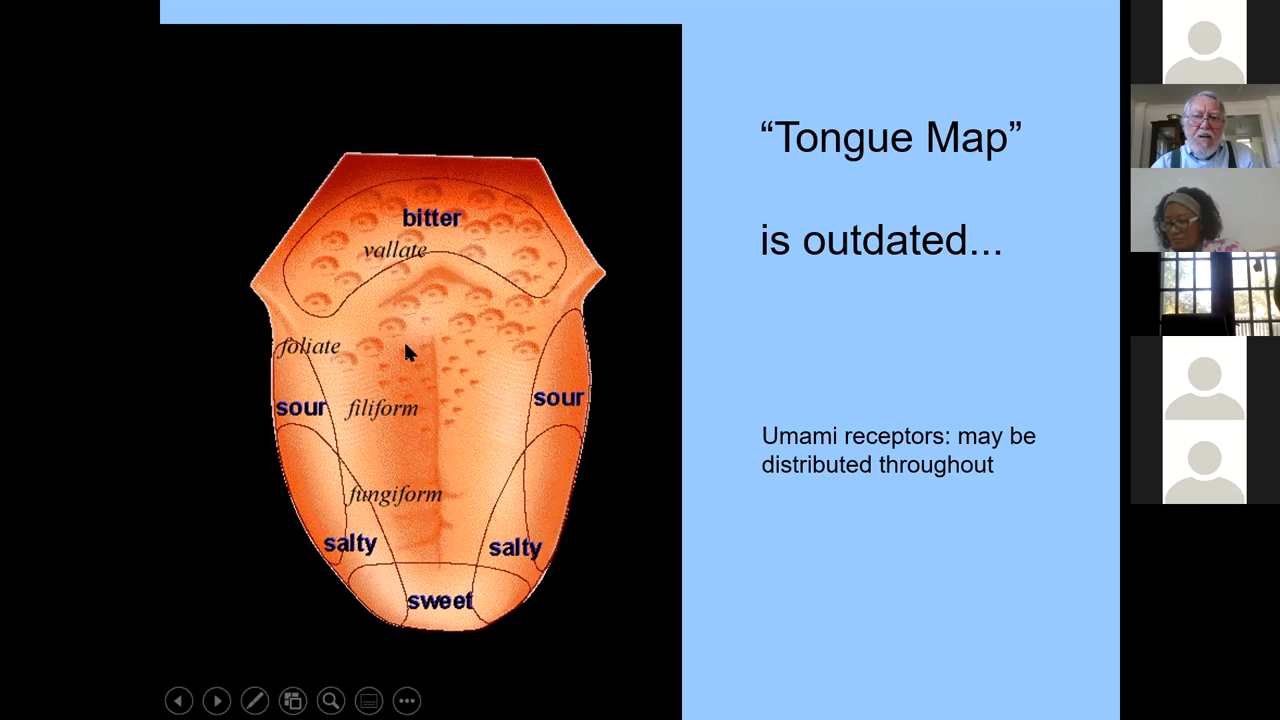 “Tongue Map”
is outdated...
bitter
vallate
foliate
sour
filiform
sour
fungiform
salty
salty
sweet
Umami receptors: may be
distributed throughout